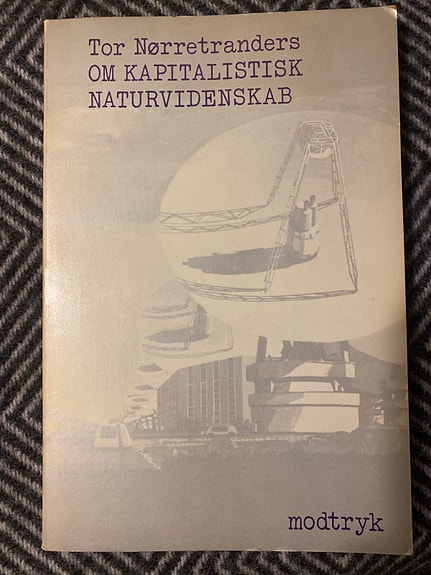 Tor Nørretranders
OM KAPITALISTISK
NATURVIDENSKAB
modtryk